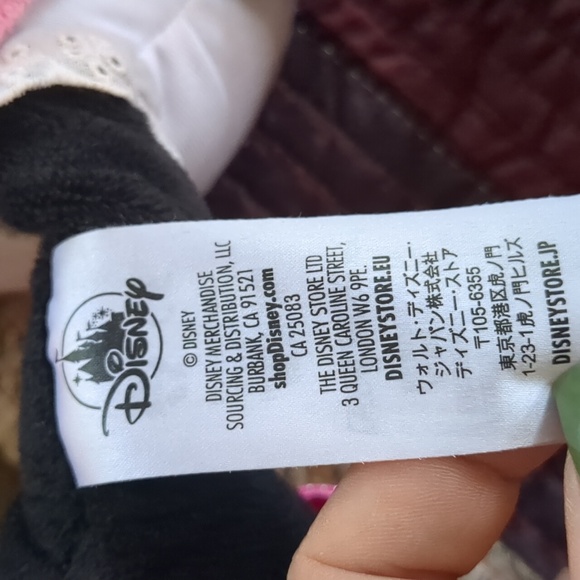 Disney
© DISNEY
DISNEY MERCHANDISE
SOURCING & DISTRIBUTION, LLC
BURBANK, CA 91521
shopDisney.com
CA 25083
THE DISNEY STORE LTD
3 QUEEN CAROLINE STREET,
LONDON W6 9PE
DISNEYSTORE.EU
ウォルト・ディズニー・
ジャパン株式会社
ディズニー・ストア
〒105-6355
東京都港区虎ノ門
1-23-1虎ノ門ヒルズ
DISNEYSTORE.JP